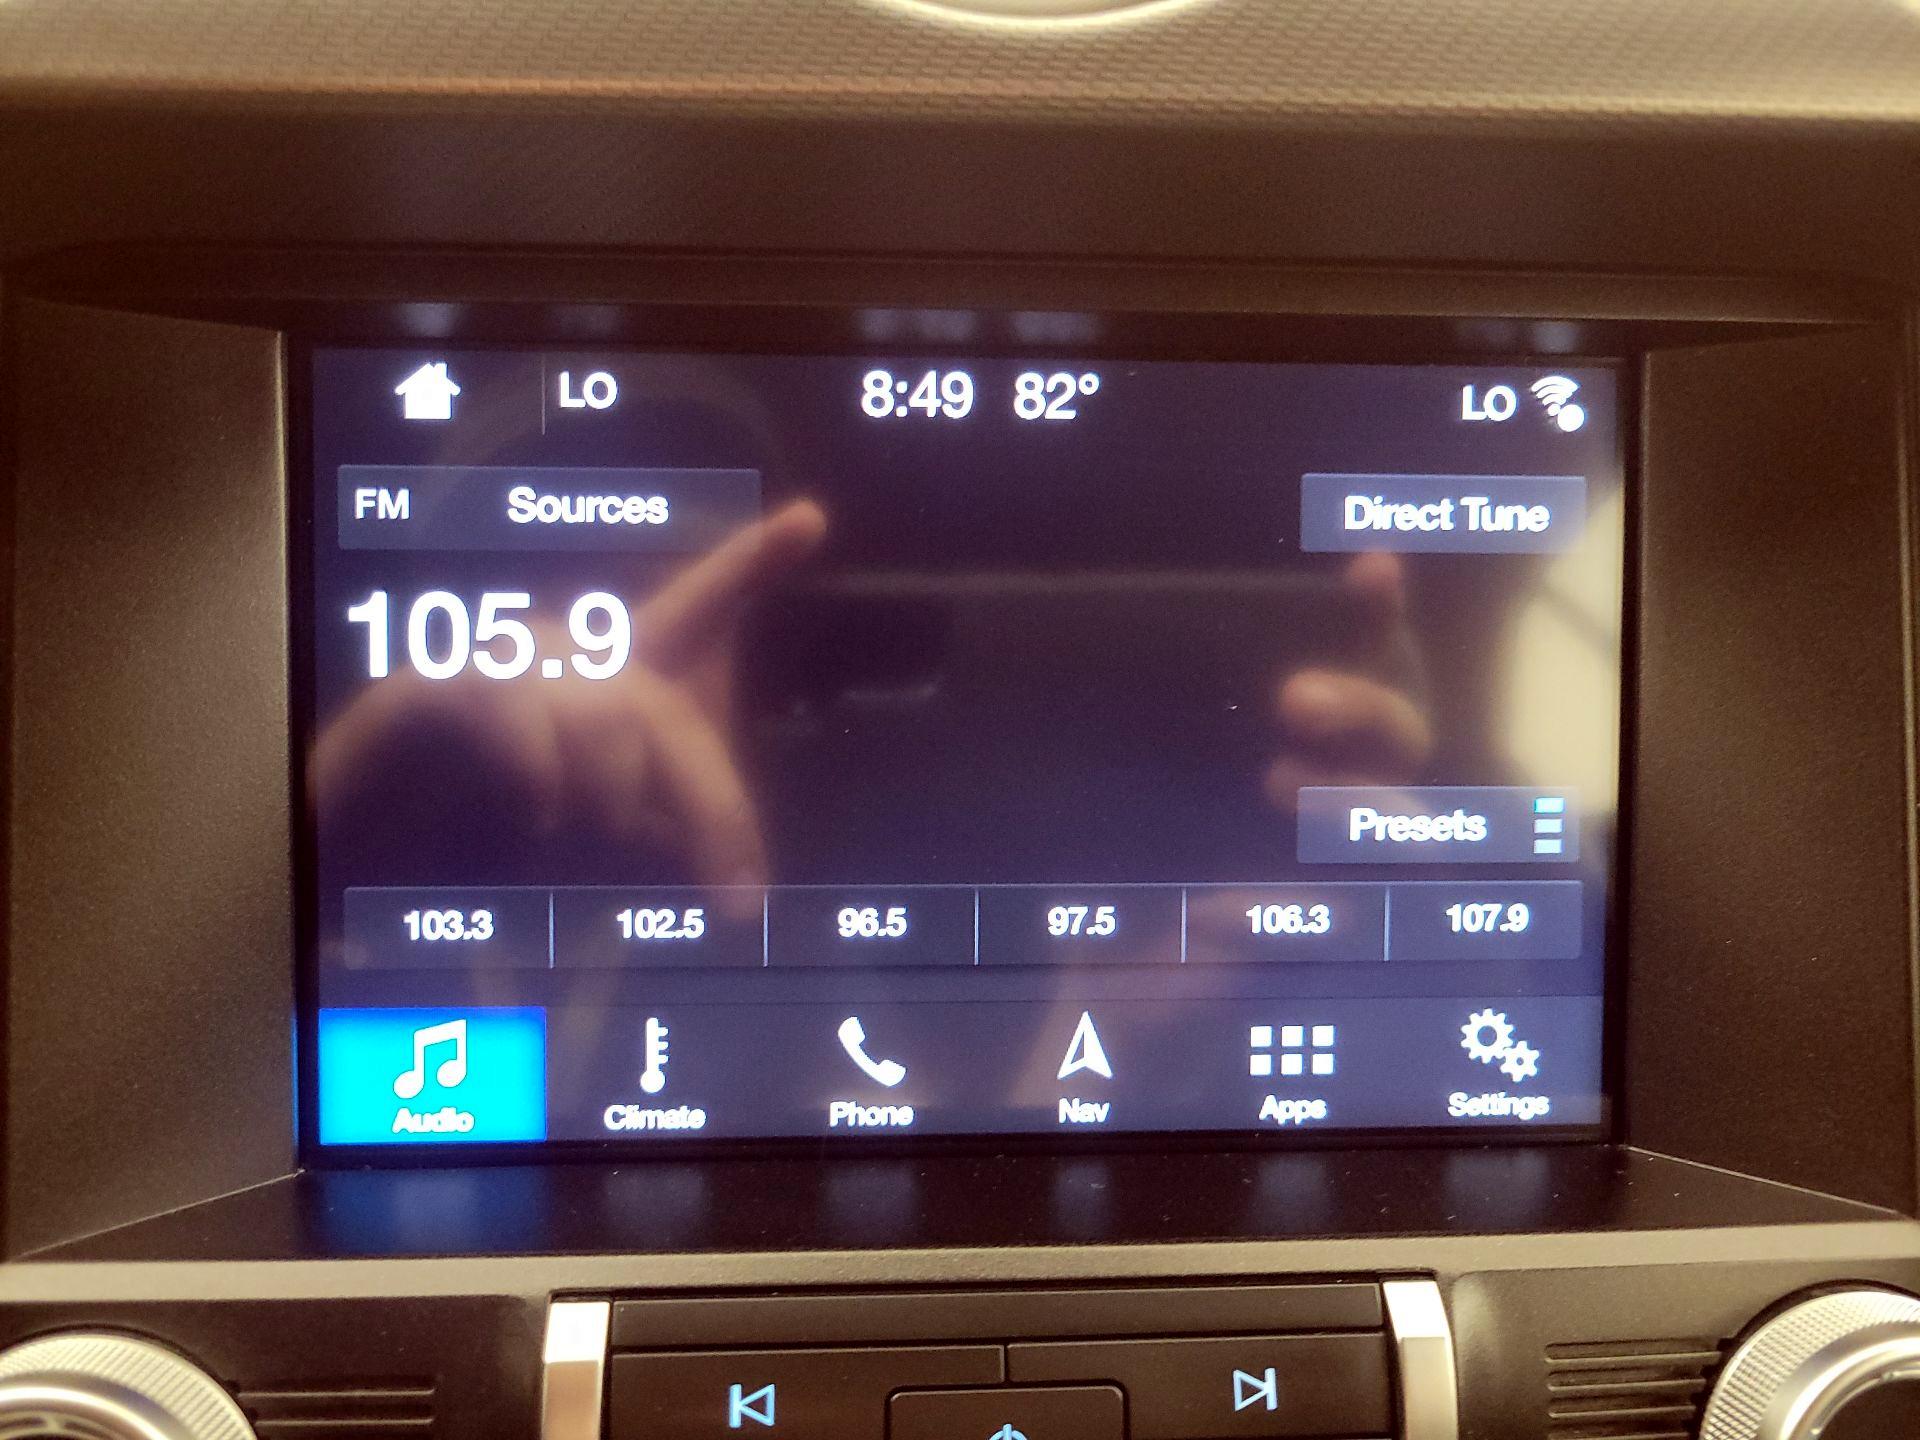 LO 8:49 82° LO
FM Sources Direct Tune
105.9
Presets
103.3 102.5 96.5 97.5 106.3 107.9
Audio Climate Phone Nav Apps Settings